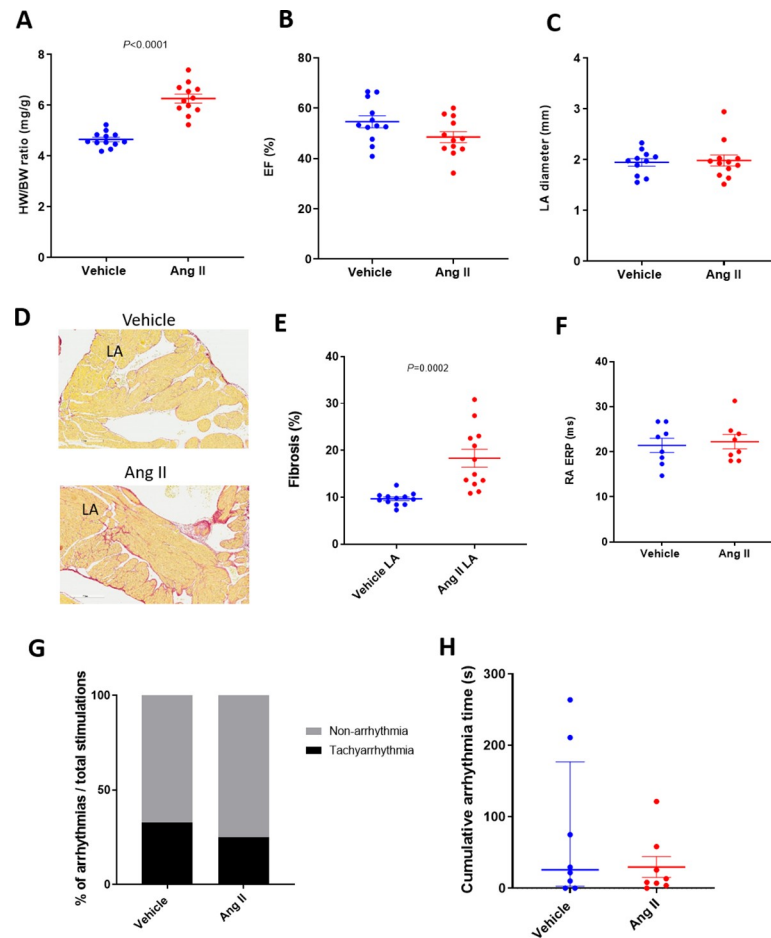 A
P<0.0001
HW/BW ratio (mg/g)
8
6
4
2
0
Vehicle
Ang II
B
EF (%)
80
60
40
20
0
Vehicle
Ang II
C
LA diameter (mm)
4
3
2
1
0
Vehicle
Ang II
D
Vehicle
LA
Ang II
LA
E
P=0.0002
Fibrosis (%)
40
30
20
10
0
Vehicle LA
Ang II LA
F
RA ERP (ms)
40
30
20
10
0
Vehicle
Ang II
G
% of arrhythmias / total stimulations
100
50
0
Vehicle
Ang II
Non-arrhythmia
Tachyarrhythmia
H
Cumulative arrhythmia time (s)
300
200
100
0
Vehicle
Ang II